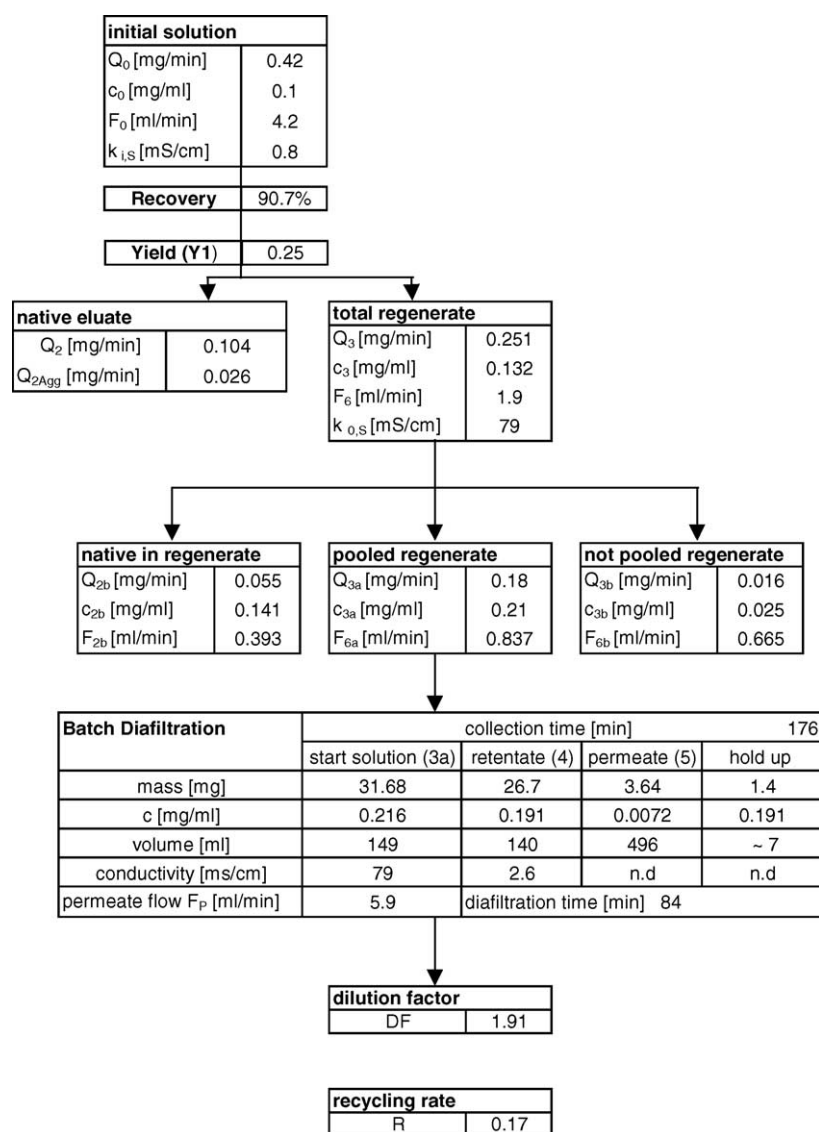 initial solution
Q0 [mg/min] 0.42
c0 [mg/ml] 0.1
F0 [ml/min] 4.2
k i,S [mS/cm] 0.8
Recovery 90.7%
Yield (Y1) 0.25
native eluate
Q2 [mg/min] 0.104
Q2Agg [mg/min] 0.026
total regenerate
Q3 [mg/min] 0.251
c3 [mg/ml] 0.132
F6 [ml/min] 1.9
k 0,S [mS/cm] 79
native in regenerate
Q2b [mg/min] 0.055
c2b [mg/ml] 0.141
F2b [ml/min] 0.393
pooled regenerate
Q3a [mg/min] 0.18
c3a [mg/ml] 0.21
F6a [ml/min] 0.837
not pooled regenerate
Q3b [mg/min] 0.016
c3b [mg/ml] 0.025
F6b [ml/min] 0.665
Batch Diafiltration collection time [min] 176
start solution (3a) retentate (4) permeate (5) hold up
mass [mg] 31.68 26.7 3.64 1.4
c [mg/ml] 0.216 0.191 0.0072 0.191
volume [ml] 149 140 496 ~ 7
conductivity [ms/cm] 79 2.6 n.d n.d
permeate flow FP [ml/min] 5.9 diafiltration time [min] 84
dilution factor
DF 1.91
recycling rate
R 0.17